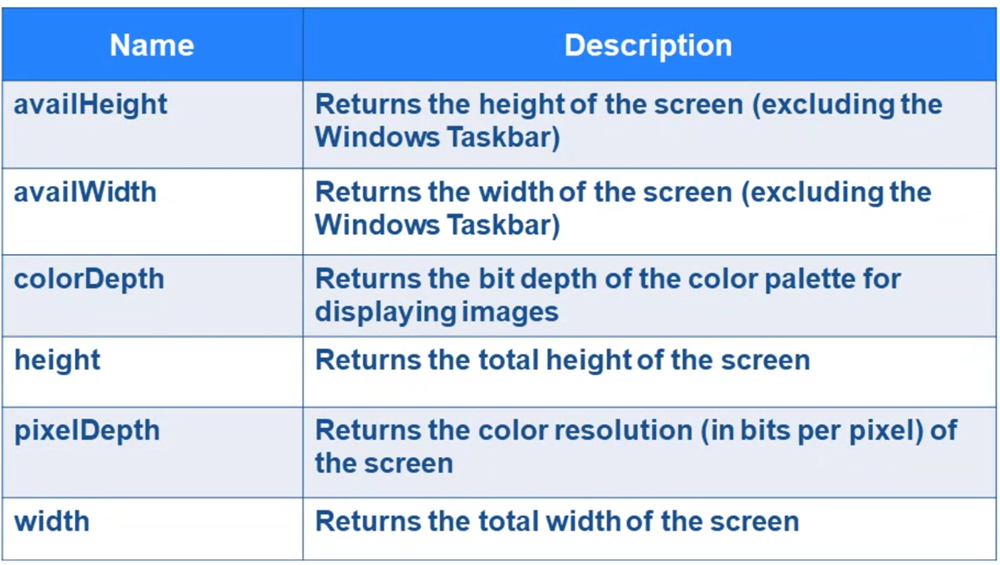 Name
Description
availHeight
Returns the height of the screen (excluding the
Windows Taskbar)
availWidth
Returns the width of the screen (excluding the
Windows Taskbar)
colorDepth
Returns the bit depth of the color palette for
displaying images
height
Returns the total height of the screen
pixelDepth
Returns the color resolution (in bits per pixel) of
the screen
width
Returns the total width of the screen